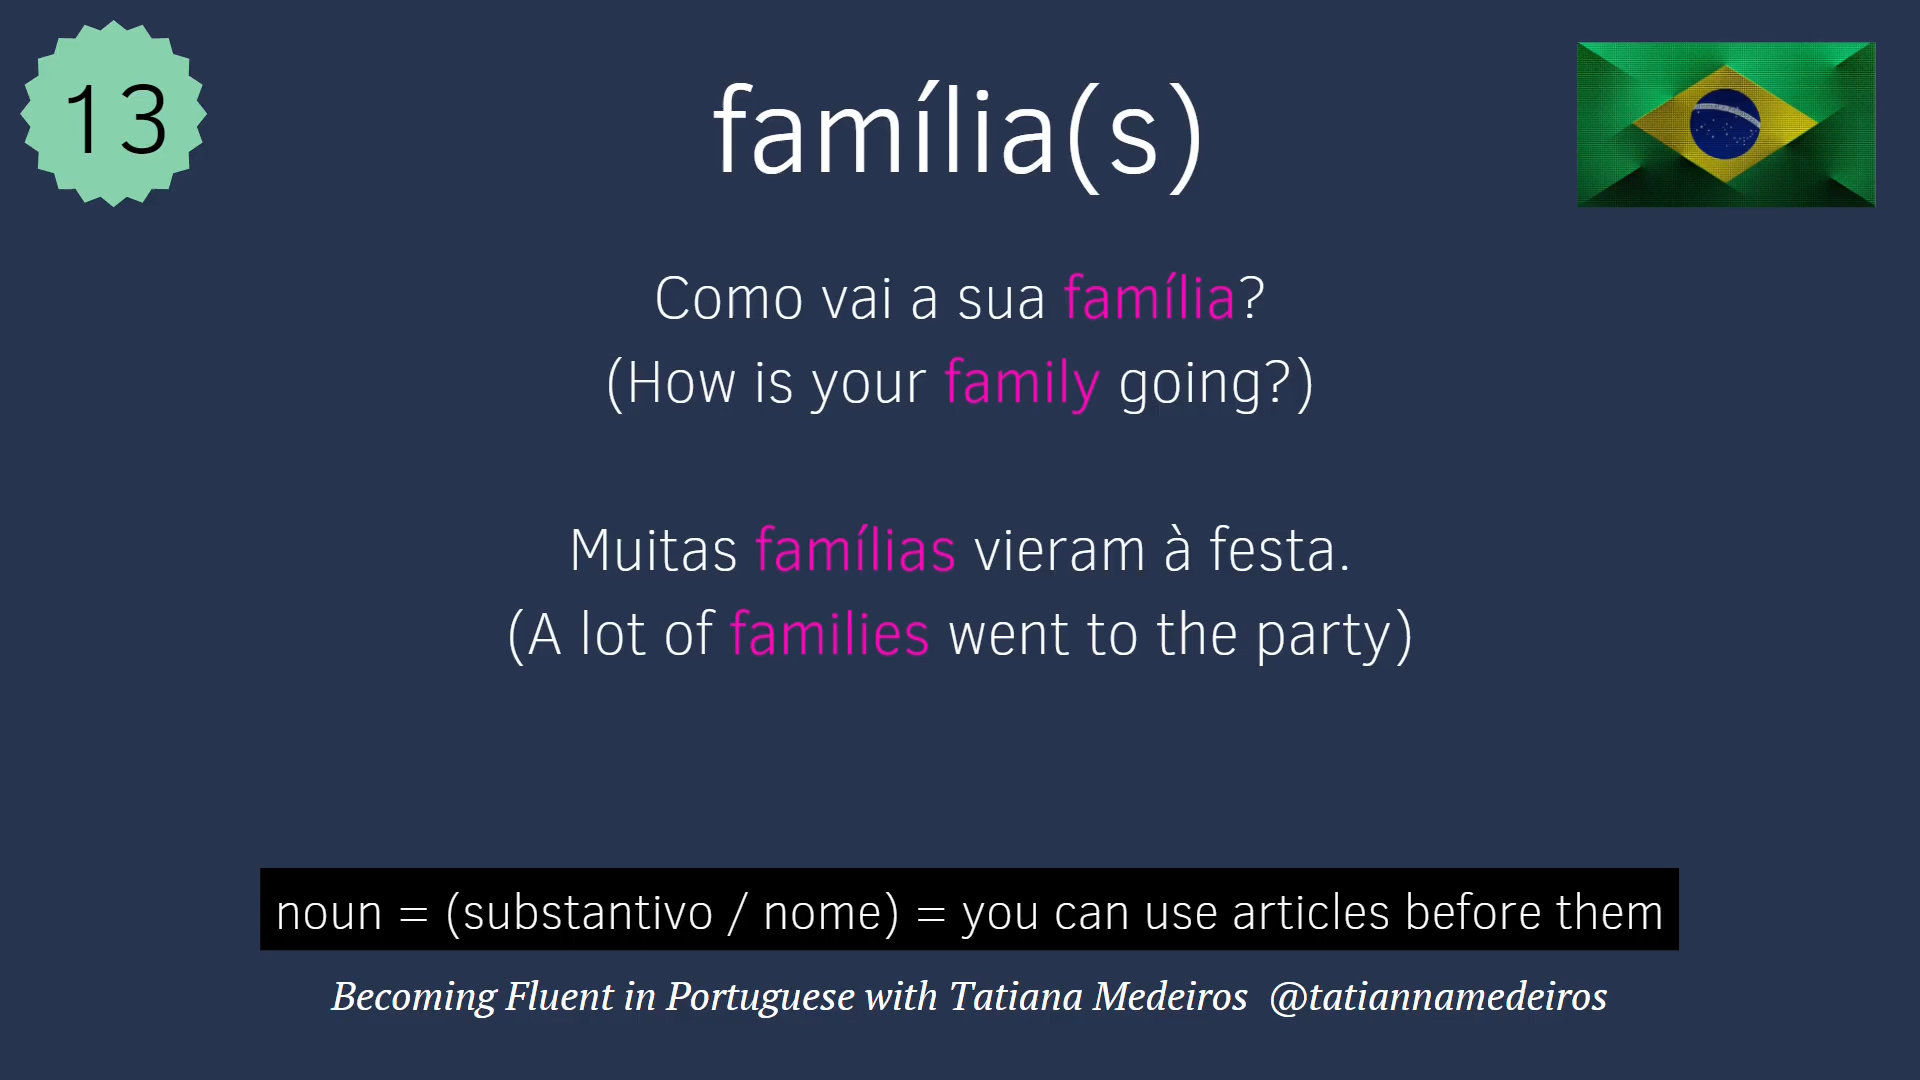 13
família(s)
Como vai a sua família?
(How is your family going?)
Muitas famílias vieram à festa.
(A lot of families went to the party)
noun = (substantivo / nome) = you can use articles before them
Becoming Fluent in Portuguese with Tatiana Medeiros @tatiannamedeiros